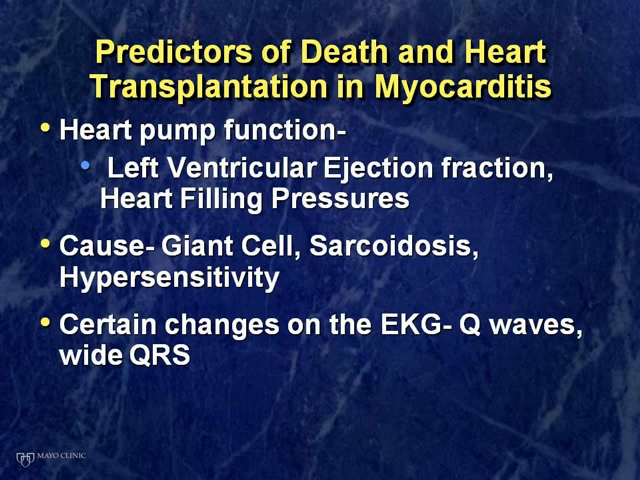 Predictors of Death and Heart
Transplantation in Myocarditis
• Heart pump function-
• Left Ventricular Ejection fraction,
Heart Filling Pressures
• Cause- Giant Cell, Sarcoidosis,
Hypersensitivity
• Certain changes on the EKG- Q waves,
wide QRS
MAYO CLINIC